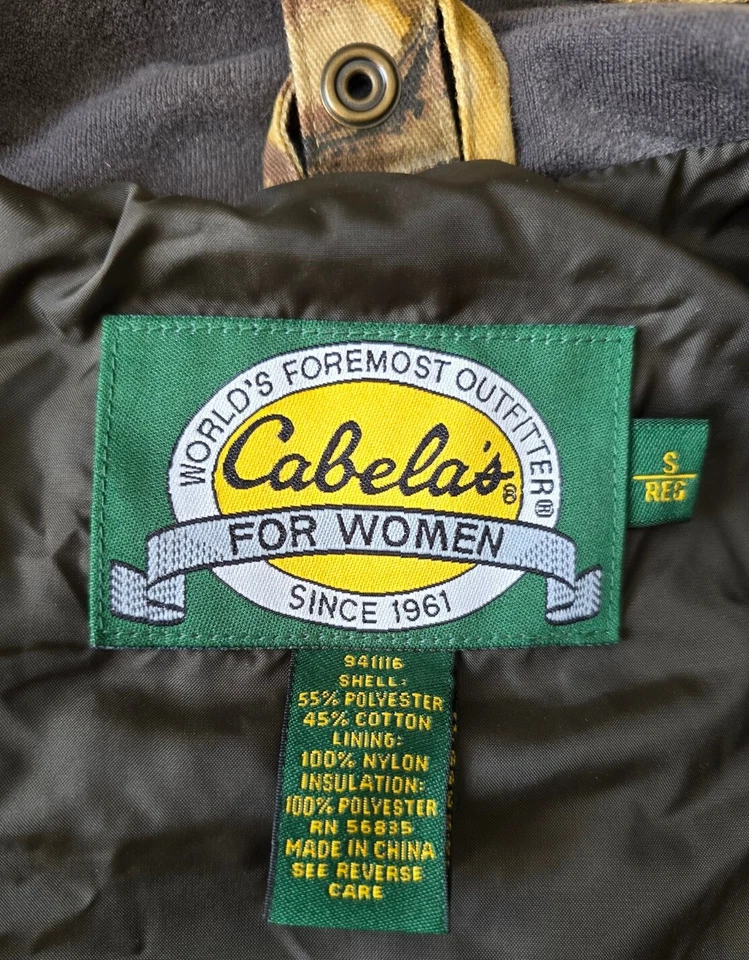 WORLD'S FOREMOST OUTFITTER®
Cabela's®
FOR WOMEN
SINCE 1961
S
REG
941116
SHELL:
55% POLYESTER
45% COTTON
LINING:
100% NYLON
INSULATION:
100% POLYESTER
RN 56835
MADE IN CHINA
SEE REVERSE
CARE